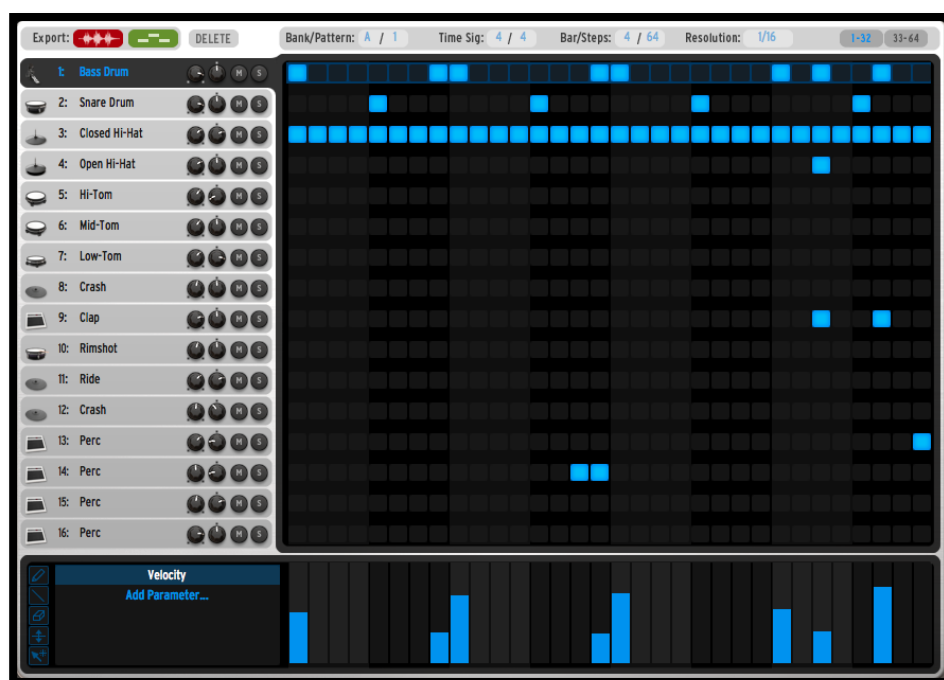 Export: DELETE Bank/Pattern: A / 1 Time Sig: 4 / 4 Bar/Steps: 4 / 64 Resolution: 1/16 1-32 33-64
1: Bass Drum M S
2: Snare Drum M S
3: Closed Hi-Hat M S
4: Open Hi-Hat M S
5: Hi-Tom M S
6: Mid-Tom M S
7: Low-Tom M S
8: Crash M S
9: Clap M S
10: Rimshot M S
11: Ride M S
12: Crash M S
13: Perc M S
14: Perc M S
15: Perc M S
16: Perc M S
Velocity
Add Parameter...